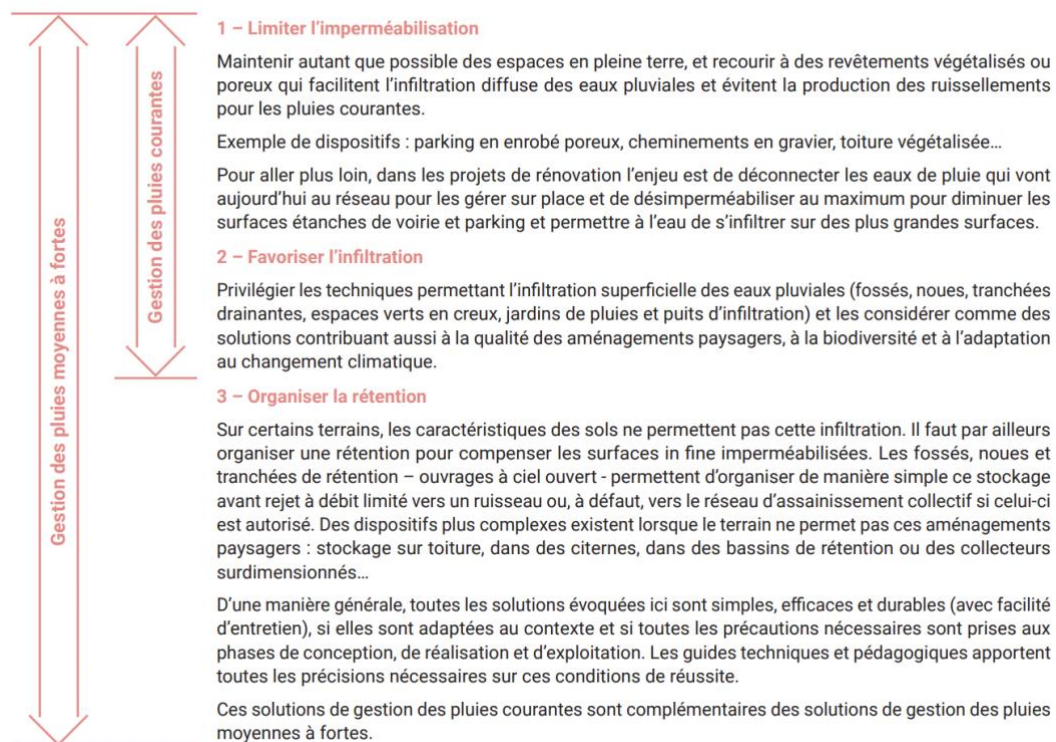 Gestion des pluies moyennes à fortes
Gestion des pluies courantes
1 – Limiter l’imperméabilisation
Maintenir autant que possible des espaces en pleine terre, et recourir à des revêtements végétalisés ou
poreux qui facilitent l’infiltration diffuse des eaux pluviales et évitent la production des ruissellements
pour les pluies courantes.
Exemple de dispositifs : parking en enrobé poreux, cheminements en gravier, toiture végétalisée…
Pour aller plus loin, dans les projets de rénovation l’enjeu est de déconnecter les eaux de pluie qui vont
aujourd’hui au réseau pour les gérer sur place et de désimperméabiliser au maximum pour diminuer les
surfaces étanches de voirie et parking et permettre à l’eau de s’infiltrer sur des plus grandes surfaces.
2 – Favoriser l’infiltration
Privilégier les techniques permettant l’infiltration superficielle des eaux pluviales (fossés, noues, tranchées
drainantes, espaces verts en creux, jardins de pluies et puits d’infiltration) et les considérer comme des
solutions contribuant aussi à la qualité des aménagements paysagers, à la biodiversité et à l’adaptation
au changement climatique.
3 – Organiser la rétention
Sur certains terrains, les caractéristiques des sols ne permettent pas cette infiltration. Il faut par ailleurs
organiser une rétention pour compenser les surfaces in fine imperméabilisées. Les fossés, noues et
tranchées de rétention – ouvrages à ciel ouvert - permettent d’organiser de manière simple ce stockage
avant rejet à débit limité vers un ruisseau ou, à défaut, vers le réseau d’assainissement collectif si celui-ci
est autorisé. Des dispositifs plus complexes existent lorsque le terrain ne permet pas ces aménagements
paysagers : stockage sur toiture, dans des citernes, dans des bassins de rétention ou des collecteurs
surdimensionnés…
D’une manière générale, toutes les solutions évoquées ici sont simples, efficaces et durables (avec facilité
d’entretien), si elles sont adaptées au contexte et si toutes les précautions nécessaires sont prises aux
phases de conception, de réalisation et d’exploitation. Les guides techniques et pédagogiques apportent
toutes les précisions nécessaires sur ces conditions de réussite.
Ces solutions de gestion des pluies courantes sont complémentaires des solutions de gestion des pluies
moyennes à fortes.